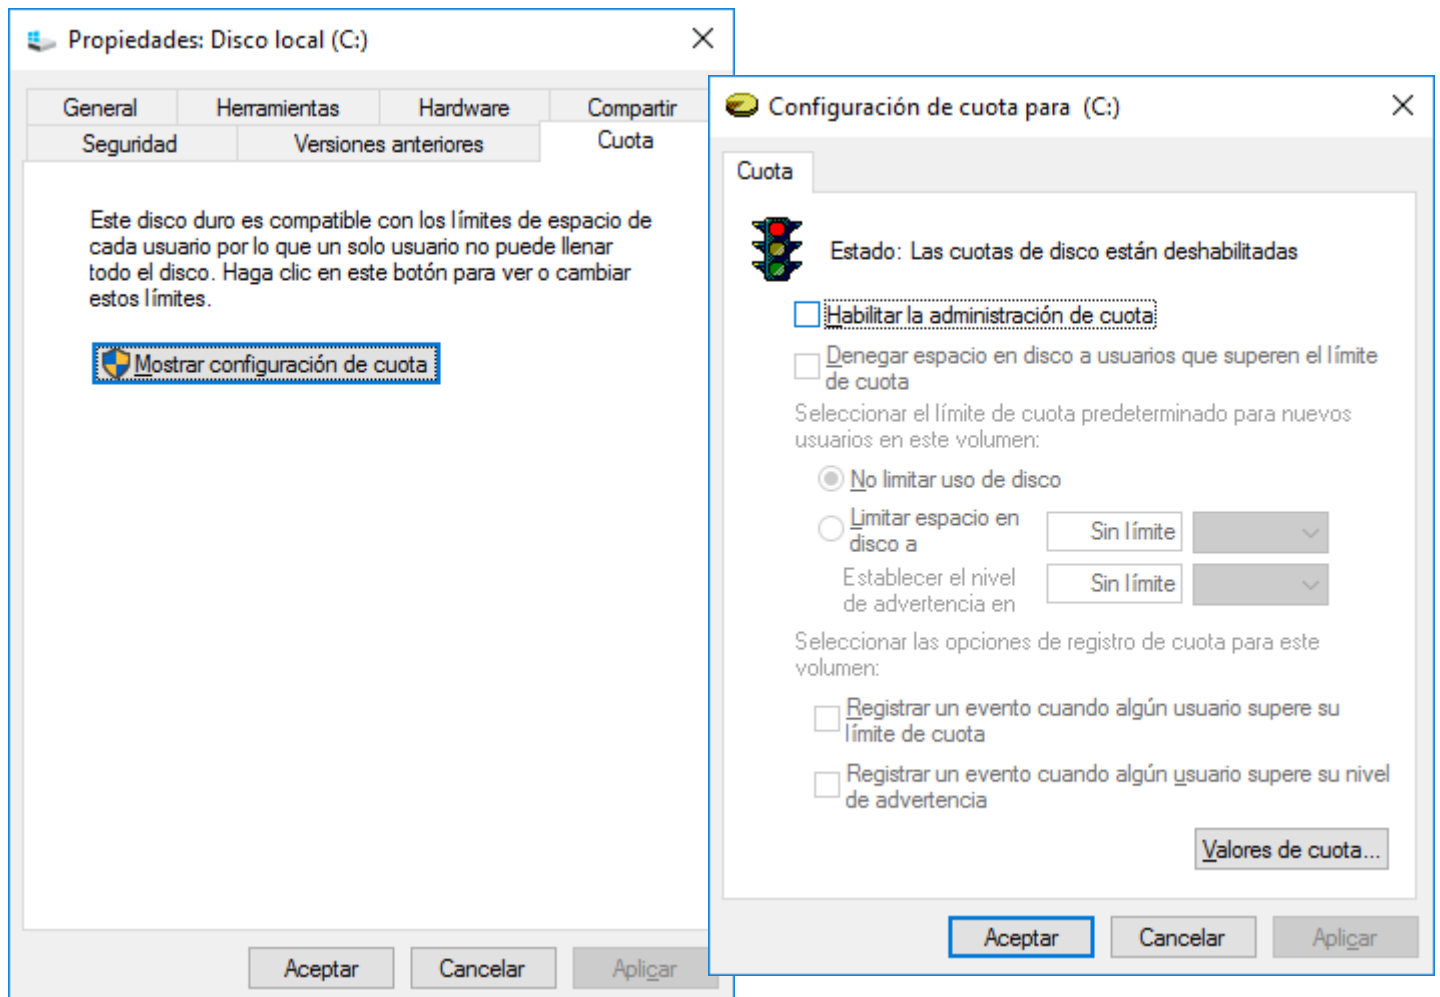 Propiedades: Disco local (C:)
General
Herramientas
Hardware
Compartir
Seguridad
Versiones anteriores
Cuota
Este disco duro es compatible con los límites de espacio de
cada usuario por lo que un solo usuario no puede llenar
todo el disco. Haga clic en este botón para ver o cambiar
estos límites.
Mostrar configuración de cuota
Aceptar
Cancelar
Aplicar
Configuración de cuota para (C:)
Cuota
Estado: Las cuotas de disco están deshabilitadas
Habilitar la administración de cuota
Denegar espacio en disco a usuarios que superen el límite
de cuota
Seleccionar el límite de cuota predeterminado para nuevos
usuarios en este volumen:
No limitar uso de disco
Limitar espacio en
disco a
Sin límite
Establecer el nivel
de advertencia en
Sin límite
Seleccionar las opciones de registro de cuota para este
volumen:
Registrar un evento cuando algún usuario supere su
límite de cuota
Registrar un evento cuando algún usuario supere su nivel
de advertencia
Valores de cuota...
Aceptar
Cancelar
Aplicar